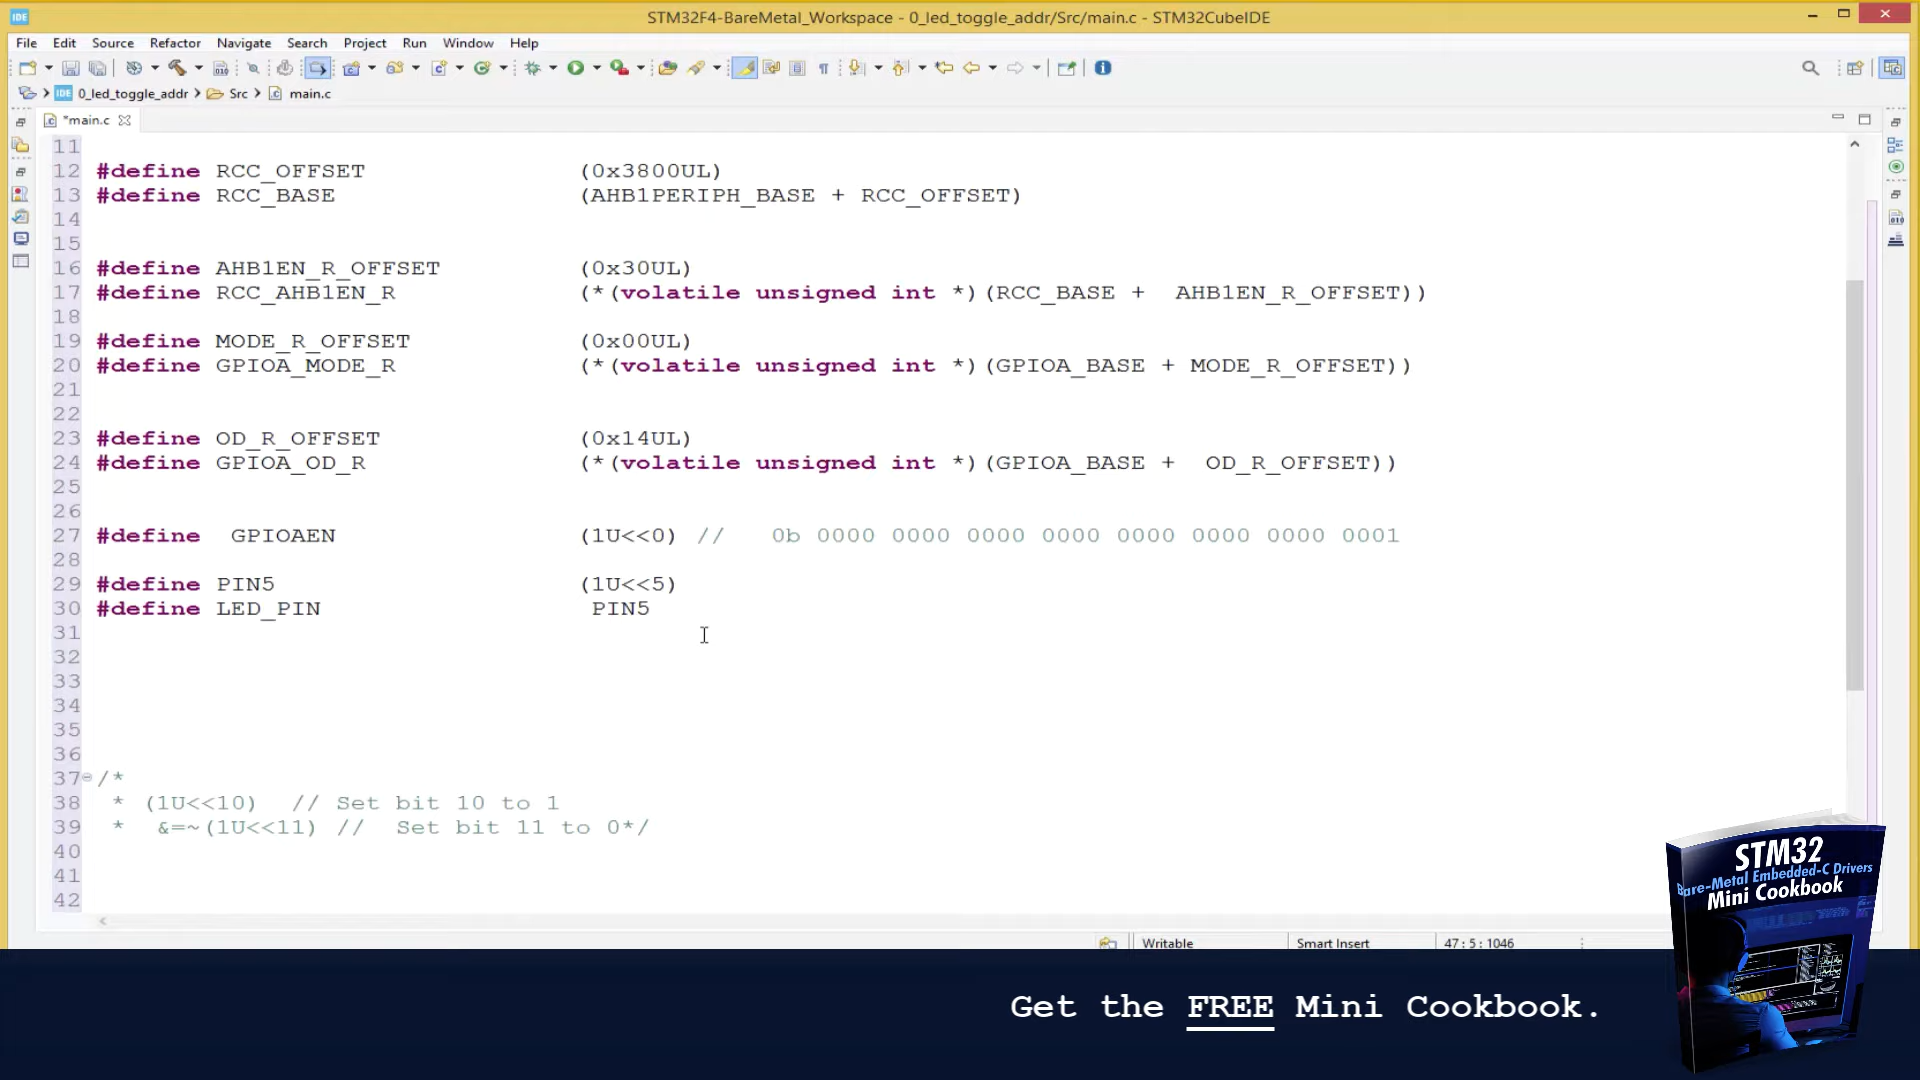 IDE
STM32F4-BareMetal_Workspace - 0_led_toggle_addr/Src/main.c - STM32CubeIDE
File Edit Source Refactor Navigate Search Project Run Window Help
IDE 0_led_toggle_addr Src main.c
*main.c
11
12 #define RCC_OFFSET (0x3800UL)
13 #define RCC_BASE (AHB1PERIPH_BASE + RCC_OFFSET)
14
15
16 #define AHB1EN_R_OFFSET (0x30UL)
17 #define RCC_AHB1EN_R (*(volatile unsigned int *)(RCC_BASE + AHB1EN_R_OFFSET))
18
19 #define MODE_R_OFFSET (0x00UL)
20 #define GPIOA_MODE_R (*(volatile unsigned int *)(GPIOA_BASE + MODE_R_OFFSET))
21
22
23 #define OD_R_OFFSET (0x14UL)
24 #define GPIOA_OD_R (*(volatile unsigned int *)(GPIOA_BASE + OD_R_OFFSET))
25
26
27 #define GPIOAEN (1U<<0) // 0b 0000 0000 0000 0000 0000 0000 0000 0001
28
29 #define PIN5 (1U<<5)
30 #define LED_PIN PIN5
31
32
33
34
35
36
37 /*
38 * (1U<<10) // Set bit 10 to 1
39 * &=~(1U<<11) // Set bit 11 to 0*/
40
41
42
Writable Smart Insert 47 : 5 : 1046
STM32
Bare-Metal Embedded-C Drivers
Mini Cookbook
Get the FREE Mini Cookbook.